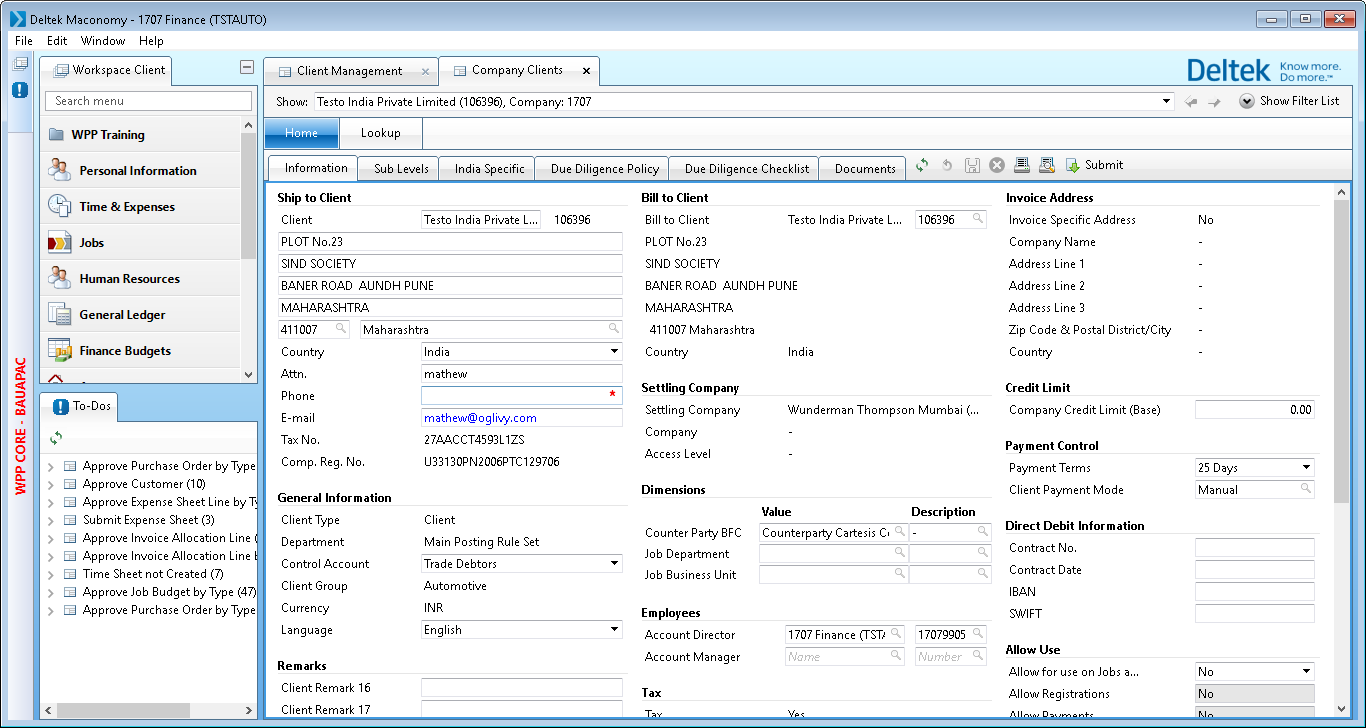 Deltek Maconomy - 1707 Finance (TSTAUTO)
File Edit Window Help
WPP CORE - BAUAPAC
Workspace Client
Search menu
WPP Training
Personal Information
Time & Expenses
Jobs
Human Resources
General Ledger
Finance Budgets
To-Dos
Approve Purchase Order by Type
Approve Customer (10)
Approve Expense Sheet Line by Ty
Submit Expense Sheet (3)
Approve Invoice Allocation Line (
Approve Invoice Allocation Line b
Time Sheet not Created (7)
Approve Job Budget by Type (47)
Approve Purchase Order by Type
Client Management Company Clients
Deltek Know more. Do more.™
Show: Testo India Private Limited (106396), Company: 1707 Show Filter List
Home Lookup
Information Sub Levels India Specific Due Diligence Policy Due Diligence Checklist Documents Submit
Ship to Client
Client Testo India Private L... 106396
PLOT No.23
SIND SOCIETY
BANER ROAD AUNDH PUNE
MAHARASHTRA
411007 Maharashtra
Country India
Attn. mathew
Phone *
E-mail mathew@oglivy.com
Tax No. 27AACCT4593L1ZS
Comp. Reg. No. U33130PN2006PTC129706
General Information
Client Type Client
Department Main Posting Rule Set
Control Account Trade Debtors
Client Group Automotive
Currency INR
Language English
Remarks
Client Remark 16
Client Remark 17
Bill to Client
Bill to Client Testo India Private L... 106396
PLOT No.23
SIND SOCIETY
BANER ROAD AUNDH PUNE
MAHARASHTRA
411007 Maharashtra
Country India
Settling Company
Settling Company Wunderman Thompson Mumbai (...
Company -
Access Level -
Dimensions
Value Description
Counter Party BFC Counterparty Cartesis Co -
Job Department
Job Business Unit
Employees
Account Director 1707 Finance (TSTA 17079905
Account Manager Name Number
Tax
Tax Yes
Invoice Address
Invoice Specific Address No
Company Name -
Address Line 1 -
Address Line 2 -
Address Line 3 -
Zip Code & Postal District/City -
Country -
Credit Limit
Company Credit Limit (Base) 0.00
Payment Control
Payment Terms 25 Days
Client Payment Mode Manual
Direct Debit Information
Contract No.
Contract Date
IBAN
SWIFT
Allow Use
Allow for use on Jobs a... No
Allow Registrations No
Allow Payments No